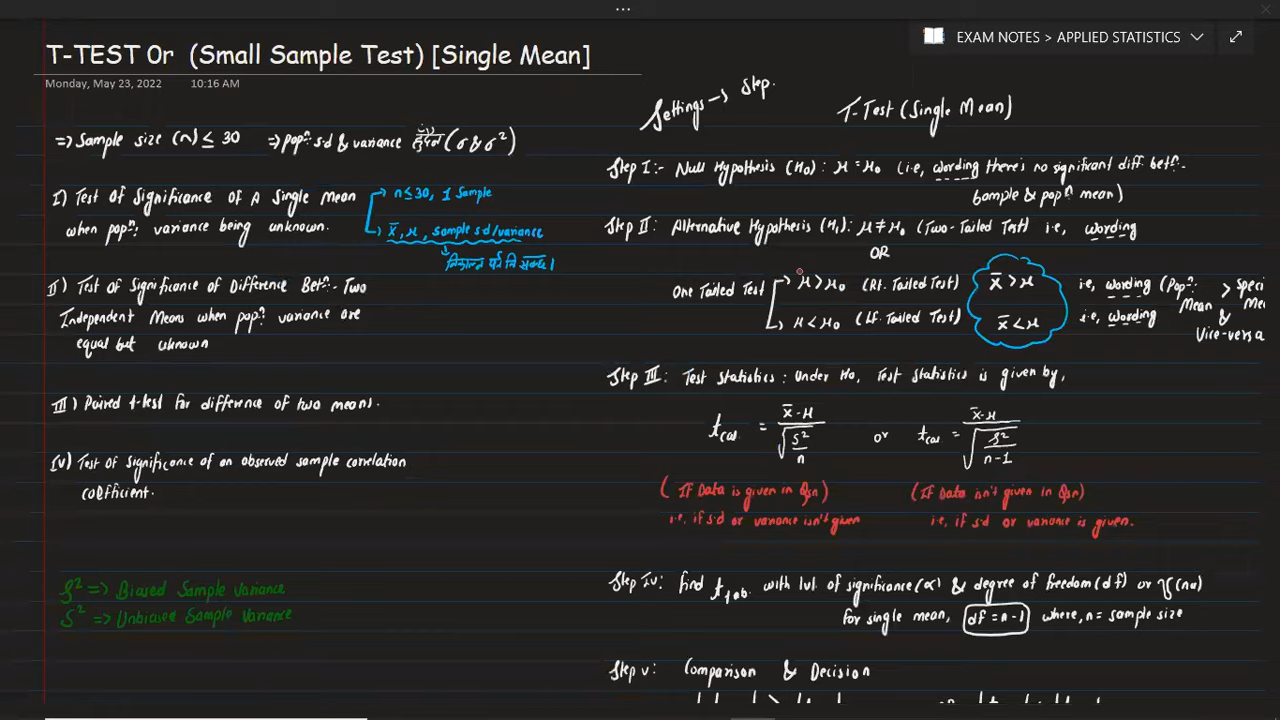 EXAM NOTES > APPLIED STATISTICS
T-TEST Or (Small Sample Test) [Single Mean]
Monday, May 23, 2022 10:16 AM
=> Sample size (n) ≤ 30 => popn. s.d & variance (σ & σ²)
I) Test Of Significance Of A Single Mean
when popn. variance being unknown.
→ n ≤ 30, 1 Sample
→ x̄, μ, sample s.d/variance
II) Test of Significance of Difference Betn. Two
Independent Means when popn. variance are
equal but uknown
III) Paired t-test for difference of two means.
IV) Test of Significance of an observed sample correlation
coefficient.
s² => Biased Sample Variance
S² => Unbiased Sample Variance
Settings → Step.
T-Test (Single Mean)
Step I:- Null Hypothesis (H₀): μ = μ₀ (i.e, wording there's no significant diff. betn.
Sample & popn mean)
Step II: Alternative Hypothesis (H₁): μ ≠ μ₀ (Two-Tailed Test) i.e, wording
OR
One Tailed Test → μ > μ₀ (Rt. Tailed Test) x̄ > μ i.e, wording (Popn. Mean > Speci
→ μ < μ₀ (Lf. Tailed Test) x̄ < μ i.e, wording & Me
Vice-versa
Step III: Test Statistics: Under H₀, Test Statistics is given by,
t cal = (x̄ - μ) / √(S²/n) or t cal = (x̄ - μ) / √(s²/(n-1))
(If Data is given in Qsn) (If Data isn't given in Qsn)
i.e, if s.d or variance isn't given i.e, if s.d or variance is given.
Step IV: find t tab. with lvl. of significance (α) & degree of freedom (df) or
for single mean, df = n-1 where, n = sample size
Step V: Comparison & Decision